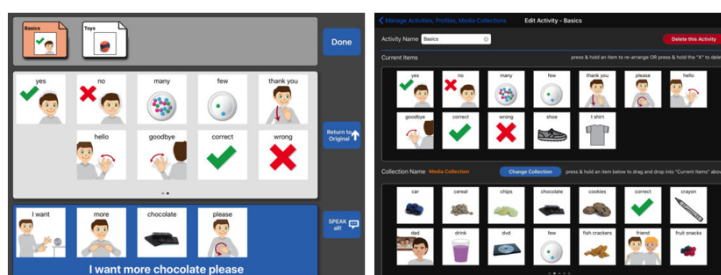 Basics
Toys
Done
yes
no
many
few
thank you
hello
goodbye
correct
wrong
Return to
Original
I want
more
chocolate
please
SPEAK
all!
I want more chocolate please
Manage Activities, Profiles, Media Collections
Edit Activity - Basics
Activity Name
Basics
Delete this Activity
Current Items
press & hold an item to re-arrange OR press & hold the "X" to delete
yes
no
many
few
thank you
please
hello
goodbye
correct
wrong
shoe
t shirt
Collection Name
Media Collection
Change Collection
press & hold an item below to drag and drop into "Current Items" above
car
cereal
chips
chocolate
cookies
correct
crayon
dad
drink
dvd
few
fish crackers
friend
fruit snacks